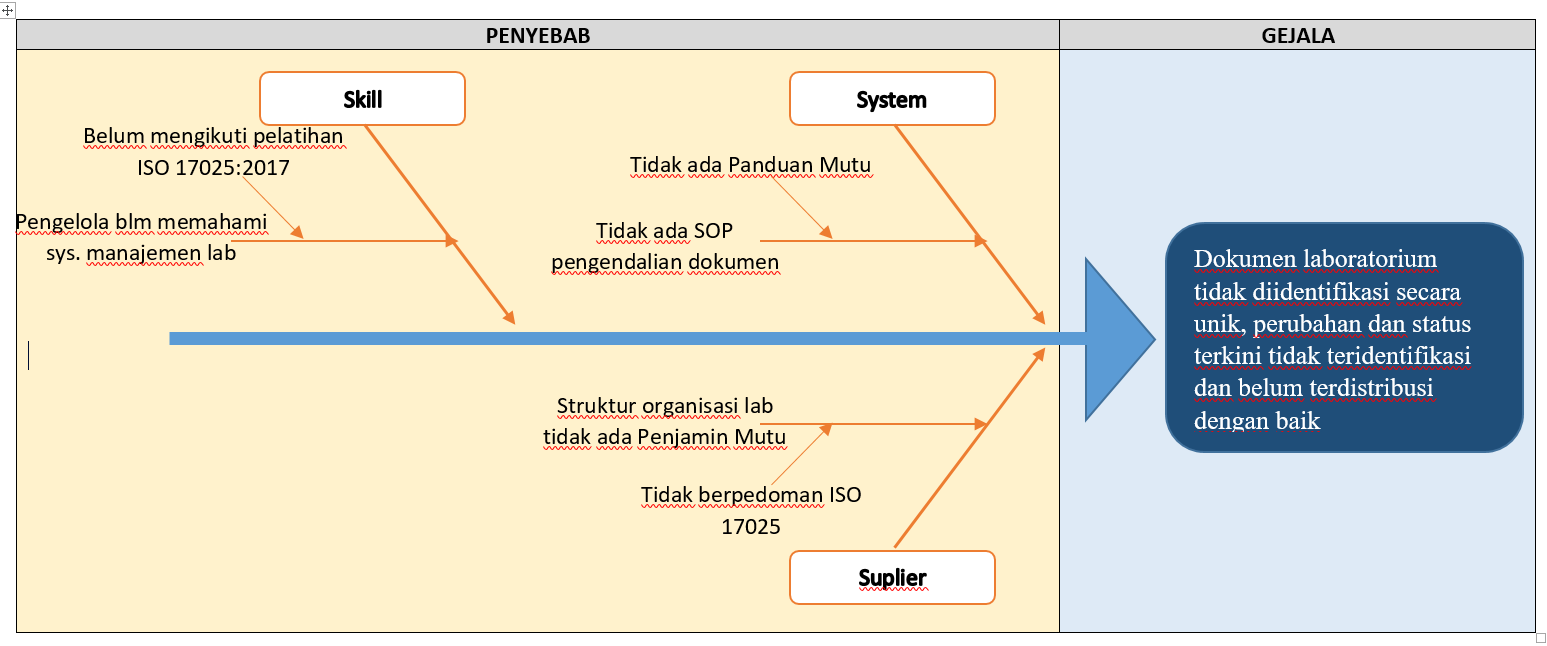 PENYEBAB
GEJALA
Skill
Belum mengikuti pelatihan
ISO 17025:2017
Pengelola blm memahami
sys. manajemen lab
System
Tidak ada Panduan Mutu
Tidak ada SOP
pengendalian dokumen
Struktur organisasi lab
tidak ada Penjamin Mutu
Tidak berpedoman ISO
17025
Suplier
Dokumen laboratorium
tidak diidentifikasi secara
unik, perubahan dan status
terkini tidak teridentifikasi
dan belum terdistribusi
dengan baik